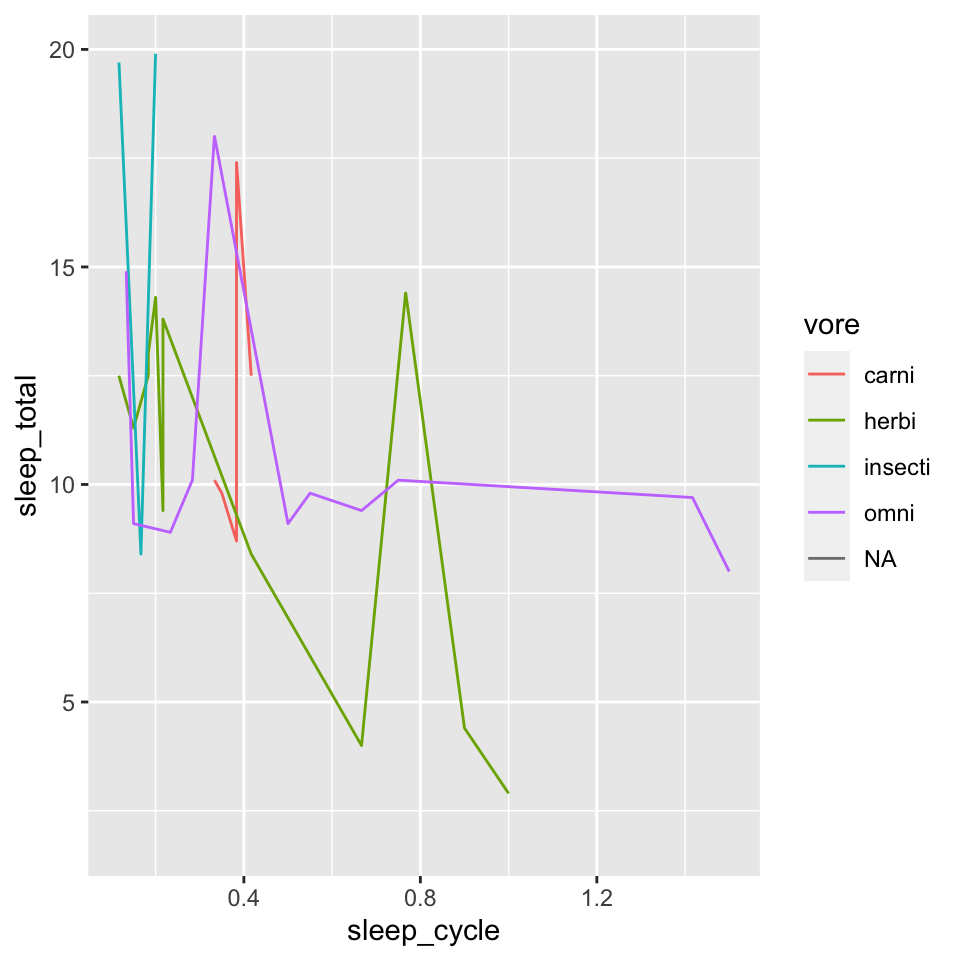 20
15
10
5
sleep_total
0.4 0.8 1.2
sleep_cycle
vore
carni
herbi
insecti
omni
NA